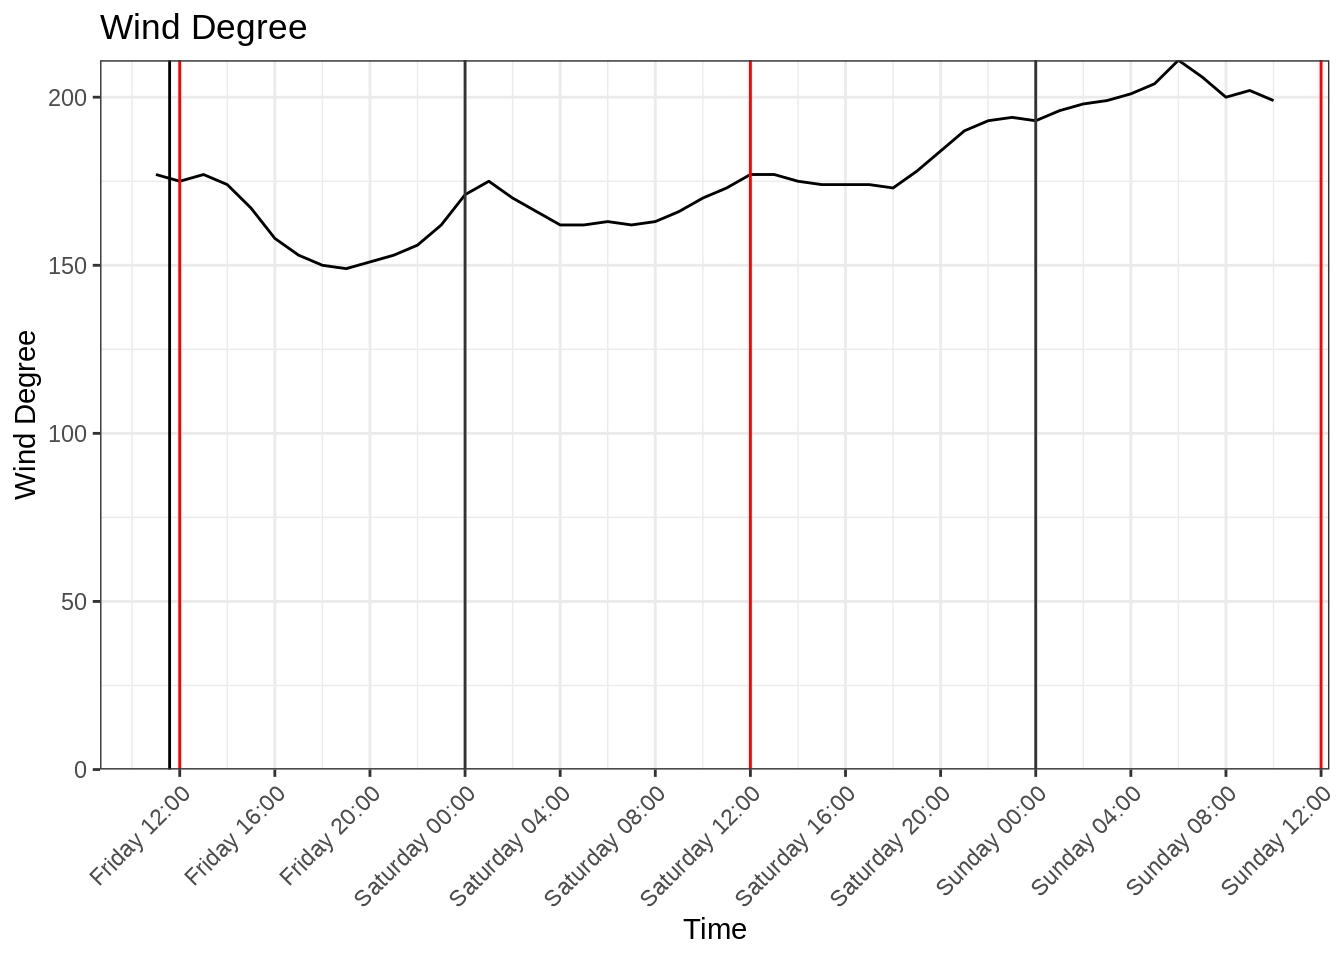 Wind Degree
Wind Degree
200
150
100
50
0
Friday 12:00
Friday 16:00
Friday 20:00
Saturday 00:00
Saturday 04:00
Saturday 08:00
Saturday 12:00
Saturday 16:00
Saturday 20:00
Sunday 00:00
Sunday 04:00
Sunday 08:00
Sunday 12:00
Time